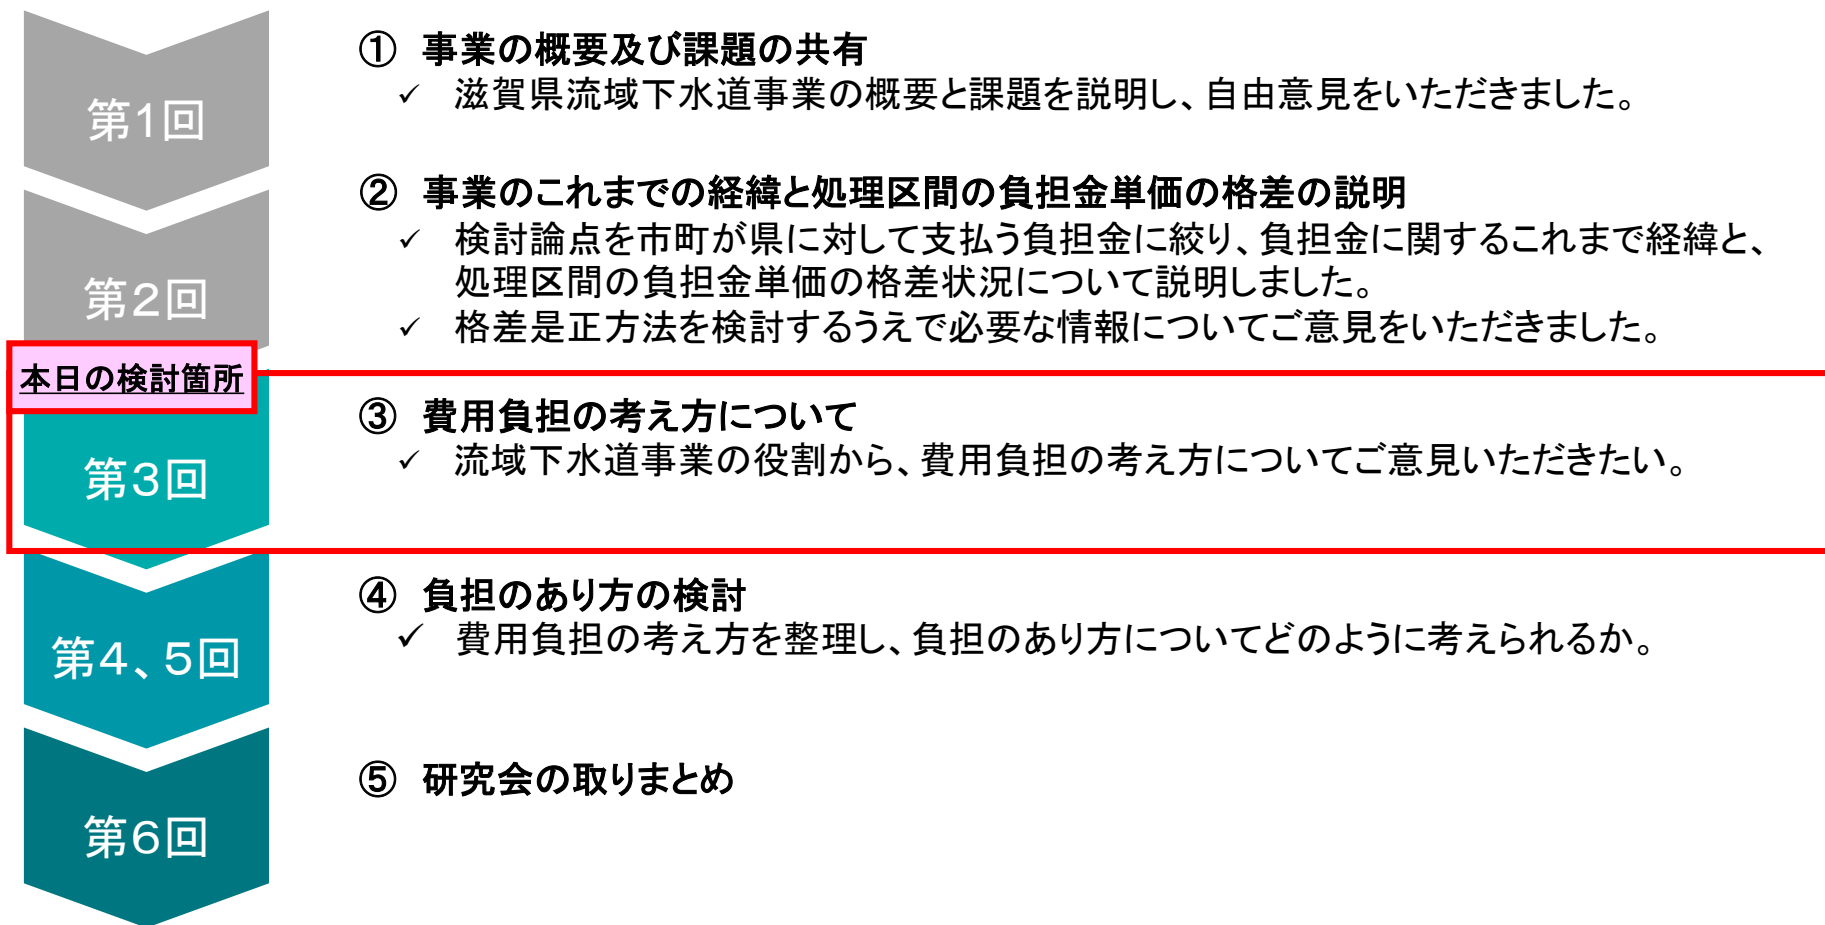 第1回
① 事業の概要及び課題の共有
✓ 滋賀県流域下水道事業の概要と課題を説明し、自由意見をいただきました。
第2回
② 事業のこれまでの経緯と処理区間の負担金単価の格差の説明
✓ 検討論点を市町が県に対して支払う負担金に絞り、負担金に関するこれまで経緯と、
処理区間の負担金単価の格差状況について説明しました。
✓ 格差是正方法を検討するうえで必要な情報についてご意見をいただきました。
本日の検討箇所
第3回
③ 費用負担の考え方について
✓ 流域下水道事業の役割から、費用負担の考え方についてご意見いただきたい。
第4、5回
④ 負担のあり方の検討
✓ 費用負担の考え方を整理し、負担のあり方についてどのように考えられるか。
第6回
⑤ 研究会の取りまとめ